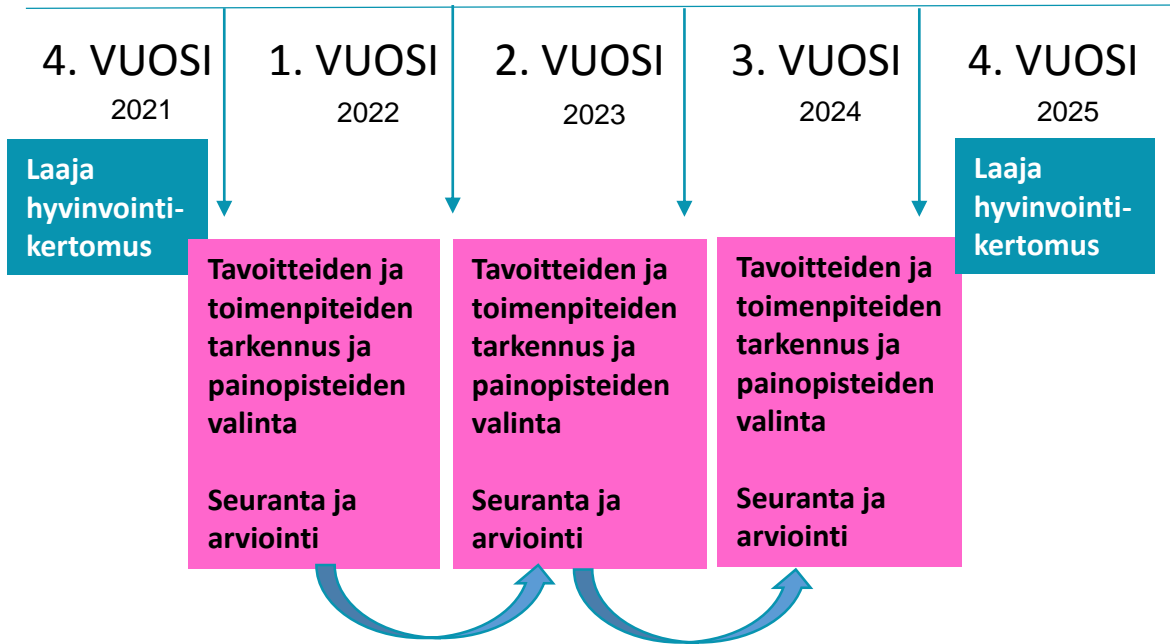 4. VUOSI
2021
1. VUOSI
2022
2. VUOSI
2023
3. VUOSI
2024
4. VUOSI
2025
Laaja
hyvinvointi-
kertomus
Tavoitteiden ja
toimenpiteiden
tarkennus ja
painopisteiden
valinta
Seuranta ja
arviointi
Tavoitteiden ja
toimenpiteiden
tarkennus ja
painopisteiden
valinta
Seuranta ja
arviointi
Tavoitteiden ja
toimenpiteiden
tarkennus ja
painopisteiden
valinta
Seuranta ja
arviointi
Laaja
hyvinvointi-
kertomus